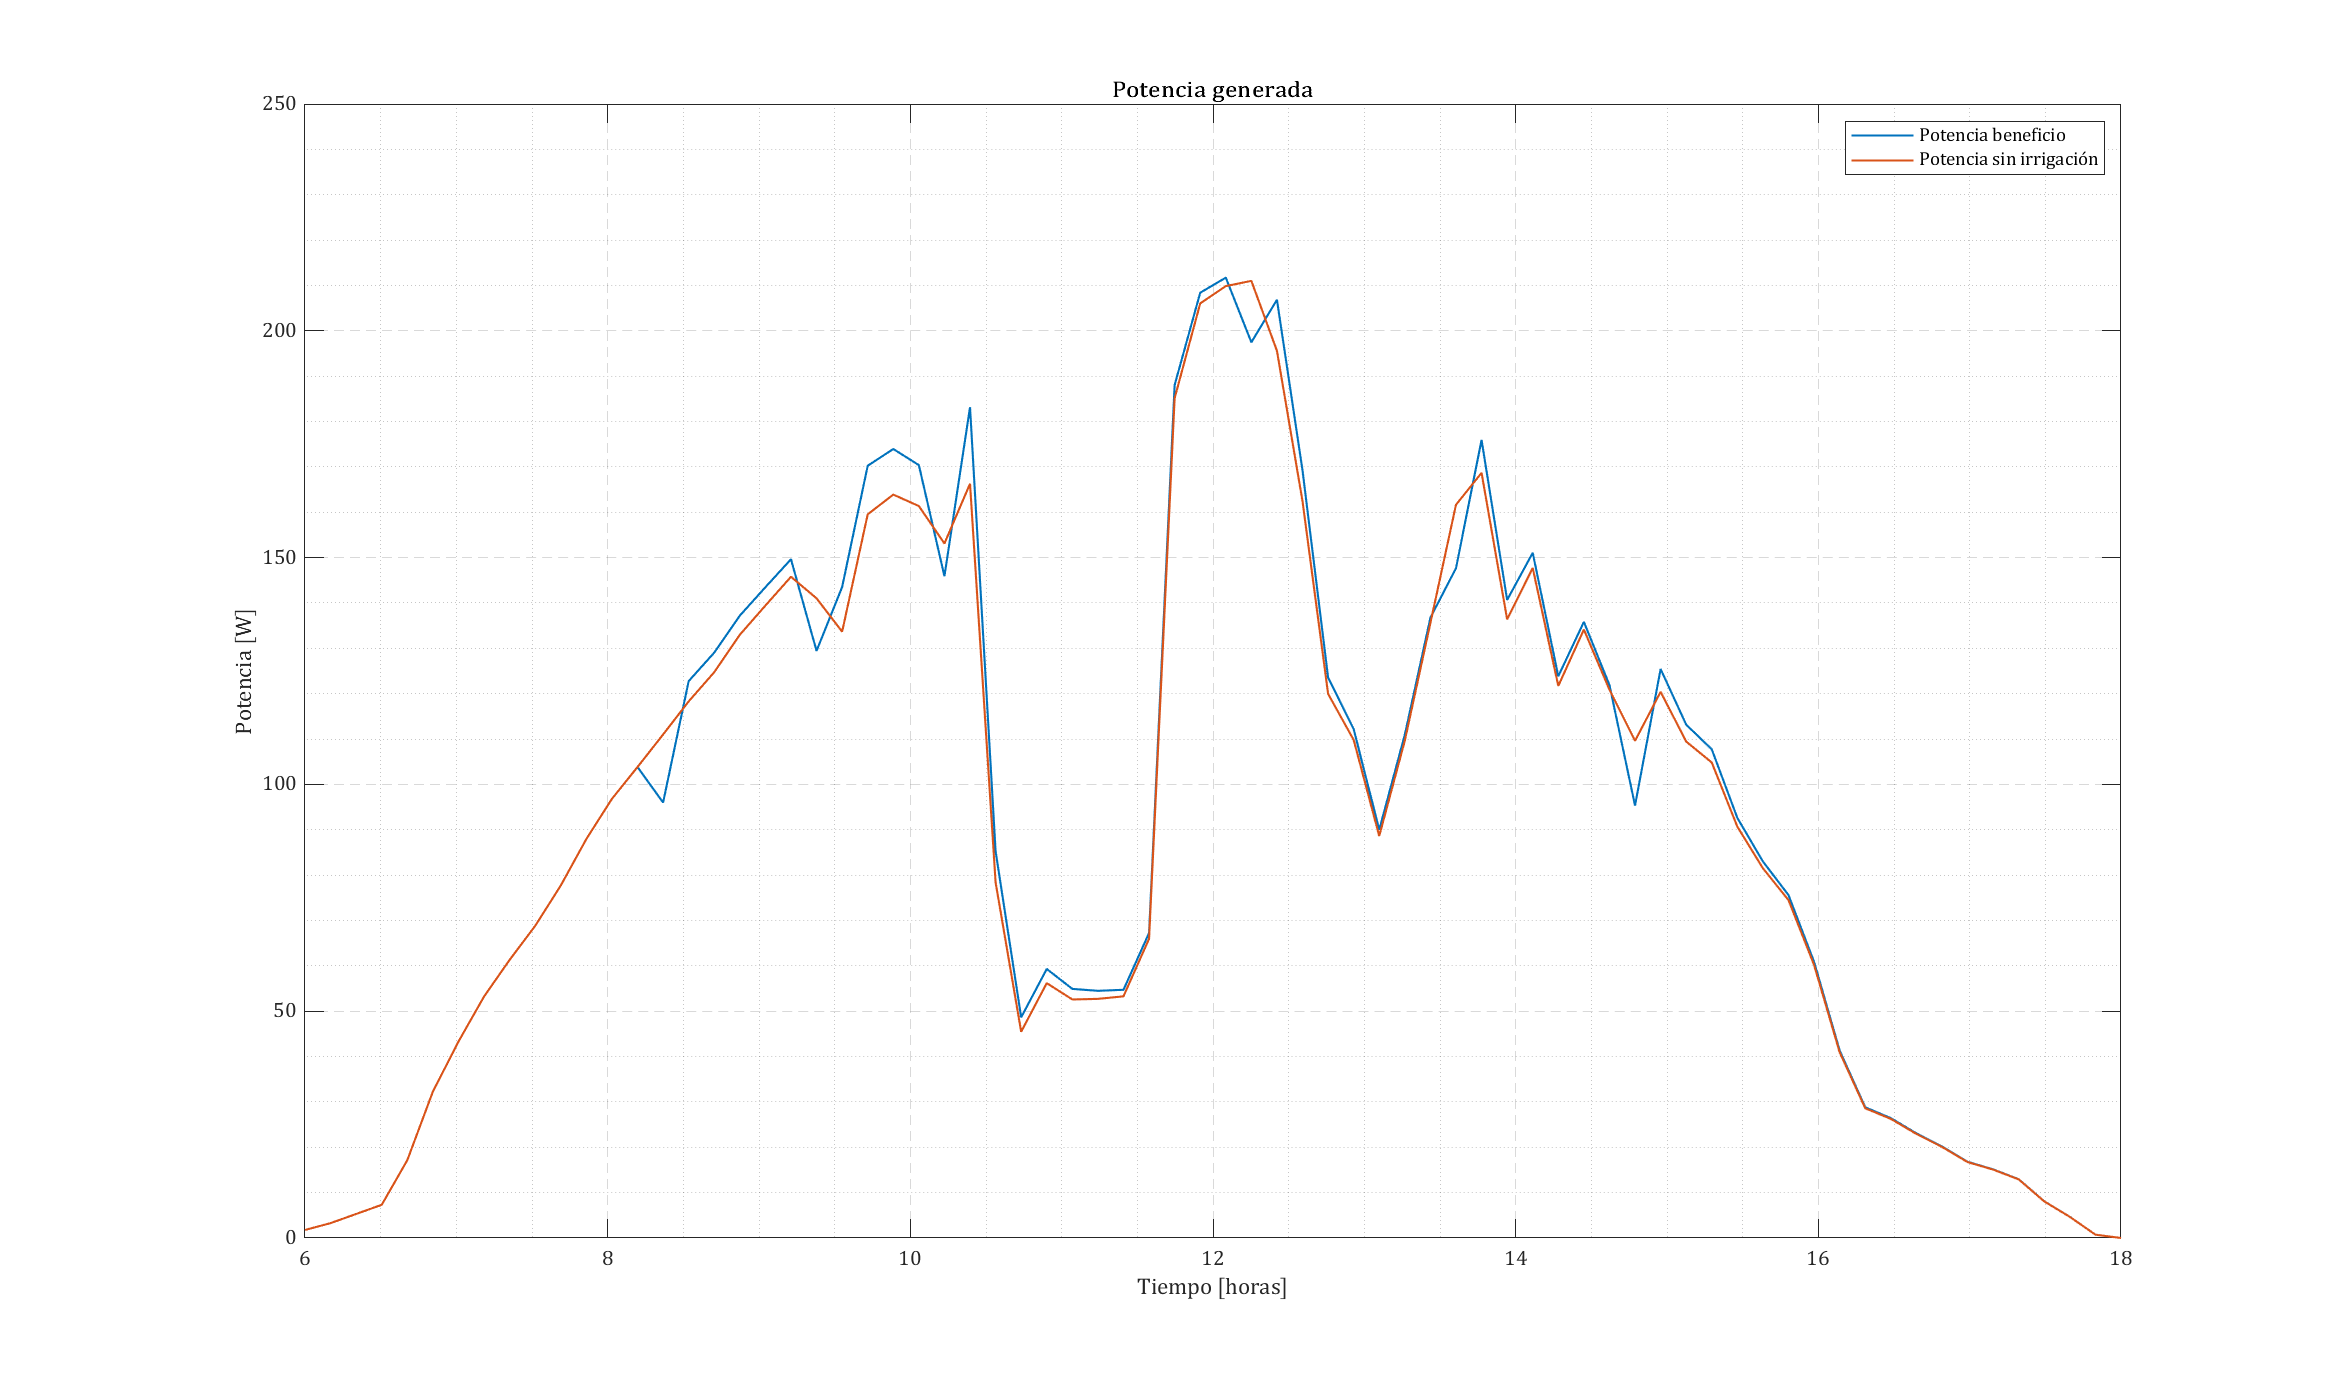 Potencia generada
250
200
150
100
50
0
Potencia [W]
Potencia beneficio
Potencia sin irrigación
6 8 10 12 14 16 18
Tiempo [horas]